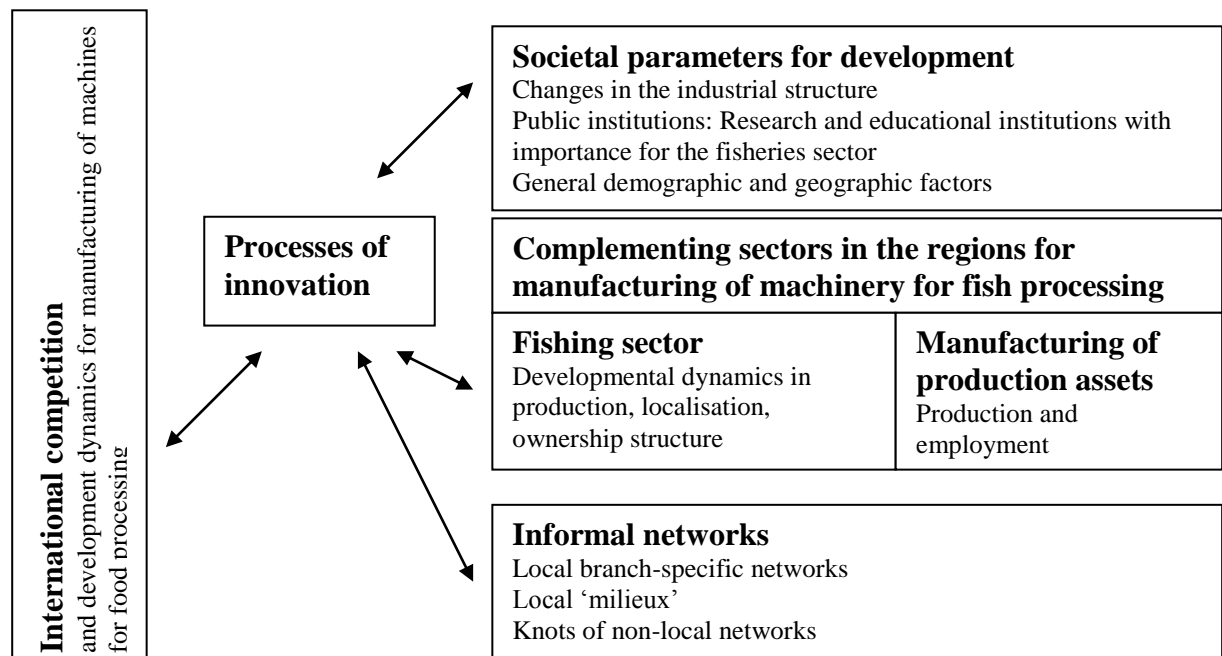 International competition
and development dynamics for manufacturing of machines
for food processing
Processes of
innovation
Societal parameters for development
Changes in the industrial structure
Public institutions: Research and educational institutions with
importance for the fisheries sector
General demographic and geographic factors
Complementing sectors in the regions for
manufacturing of machinery for fish processing
Fishing sector
Developmental dynamics in
production, localisation,
ownership structure
Manufacturing of
production assets
Production and
employment
Informal networks
Local branch-specific networks
Local ‘milieux’
Knots of non-local networks